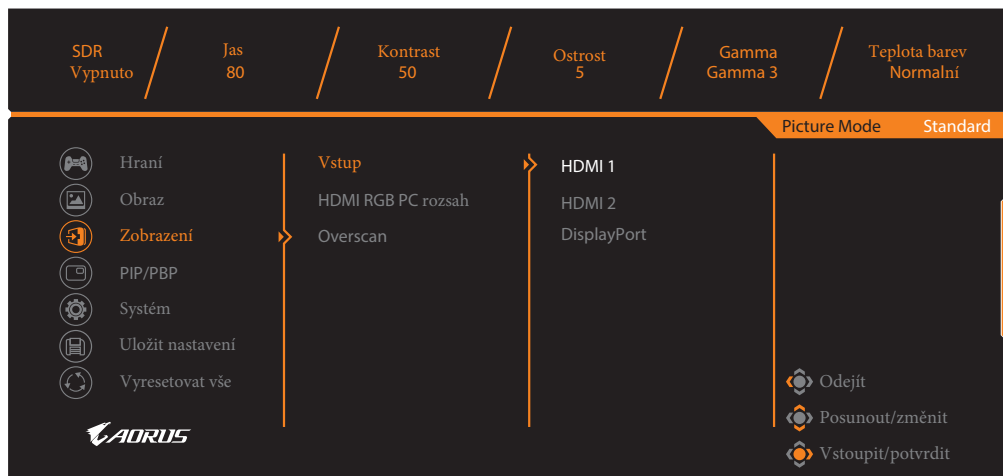 SDR Jas Kontrast Ostrost Gamma Teplota barev
Vypnuto 80 50 5 Gamma 3 Normalní
Picture Mode Standard
Hraní Vstup HDMI 1
Obraz HDMI RGB PC rozsah HDMI 2
Zobrazení Overscan DisplayPort
PIP/PBP
Systém
Uložit nastavení
Vyresetovat vše
Odejít
Posunout/změnit
Vstoupit/potvrdit
AORUS